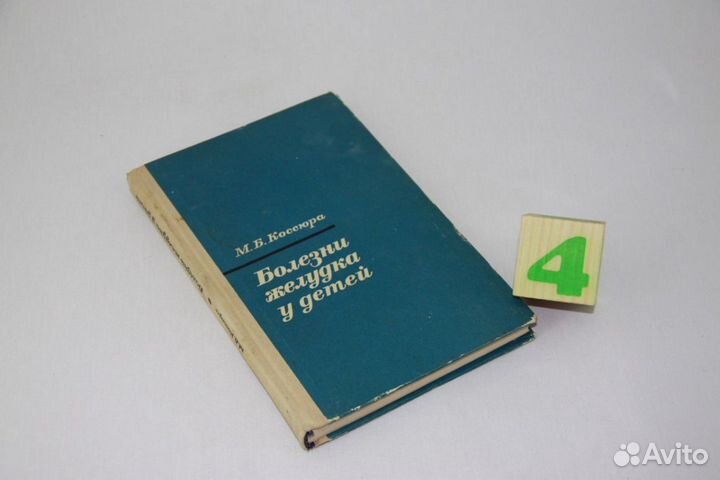 М. Б. Коссюра
Болезни
желудка
у детей
4
Avito